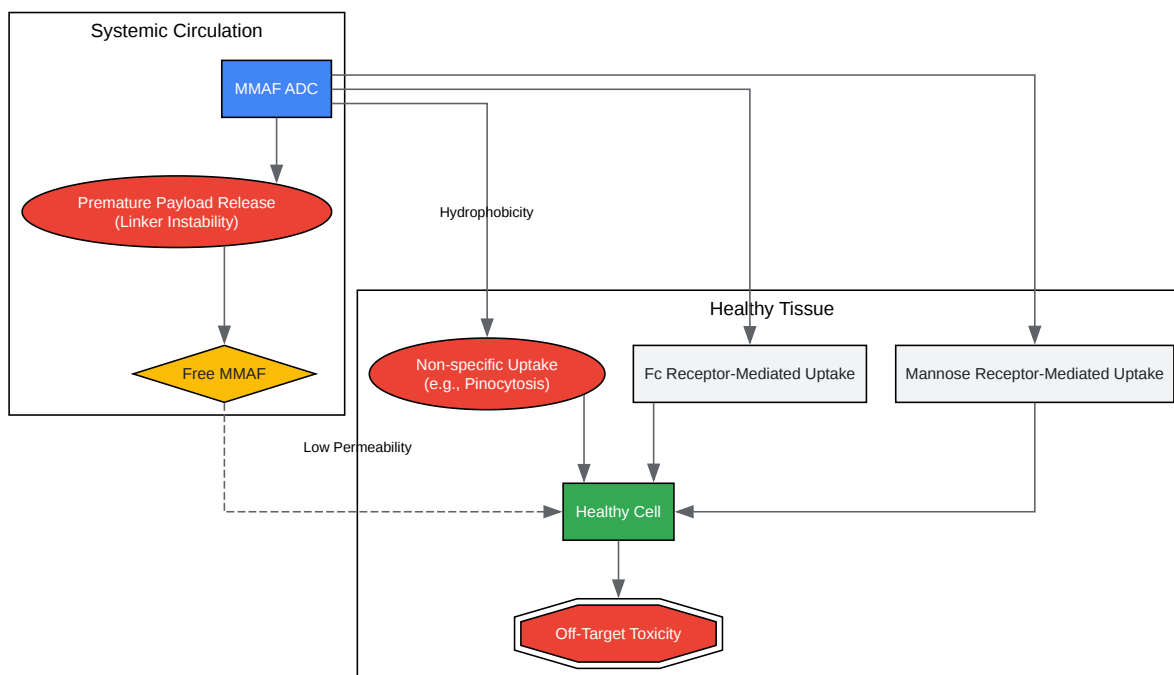 Systemic Circulation
MMAF ADC
Premature Payload Release
(Linker Instability)
Hydrophobicity
Healthy Tissue
Free MMAF
Non-specific Uptake
(e.g., Pinocytosis)
Fc Receptor-Mediated Uptake
Mannose Receptor-Mediated Uptake
Low Permeability
Healthy Cell
Off-Target Toxicity